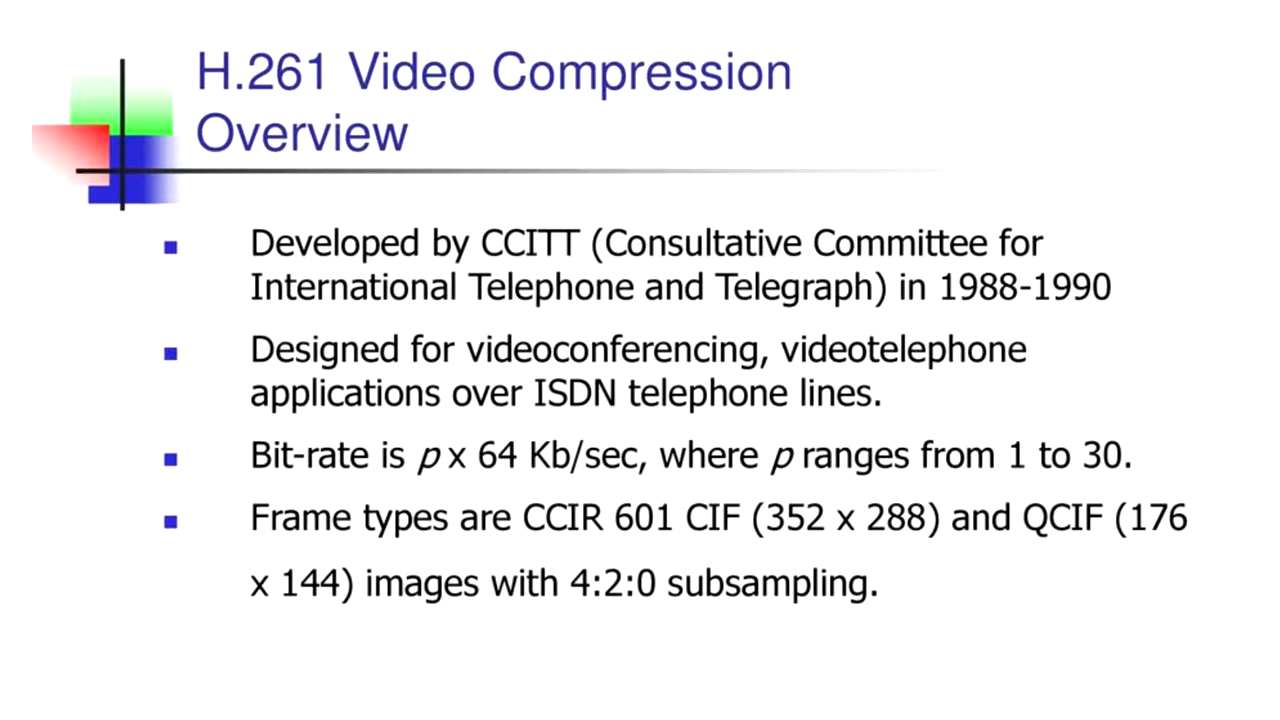 H.261 Video Compression
Overview
Developed by CCITT (Consultative Committee for
International Telephone and Telegraph) in 1988-1990
Designed for videoconferencing, videotelephone
applications over ISDN telephone lines.
Bit-rate is p x 64 Kb/sec, where p ranges from 1 to 30.
Frame types are CCIR 601 CIF (352 x 288) and QCIF (176
x 144) images with 4:2:0 subsampling.